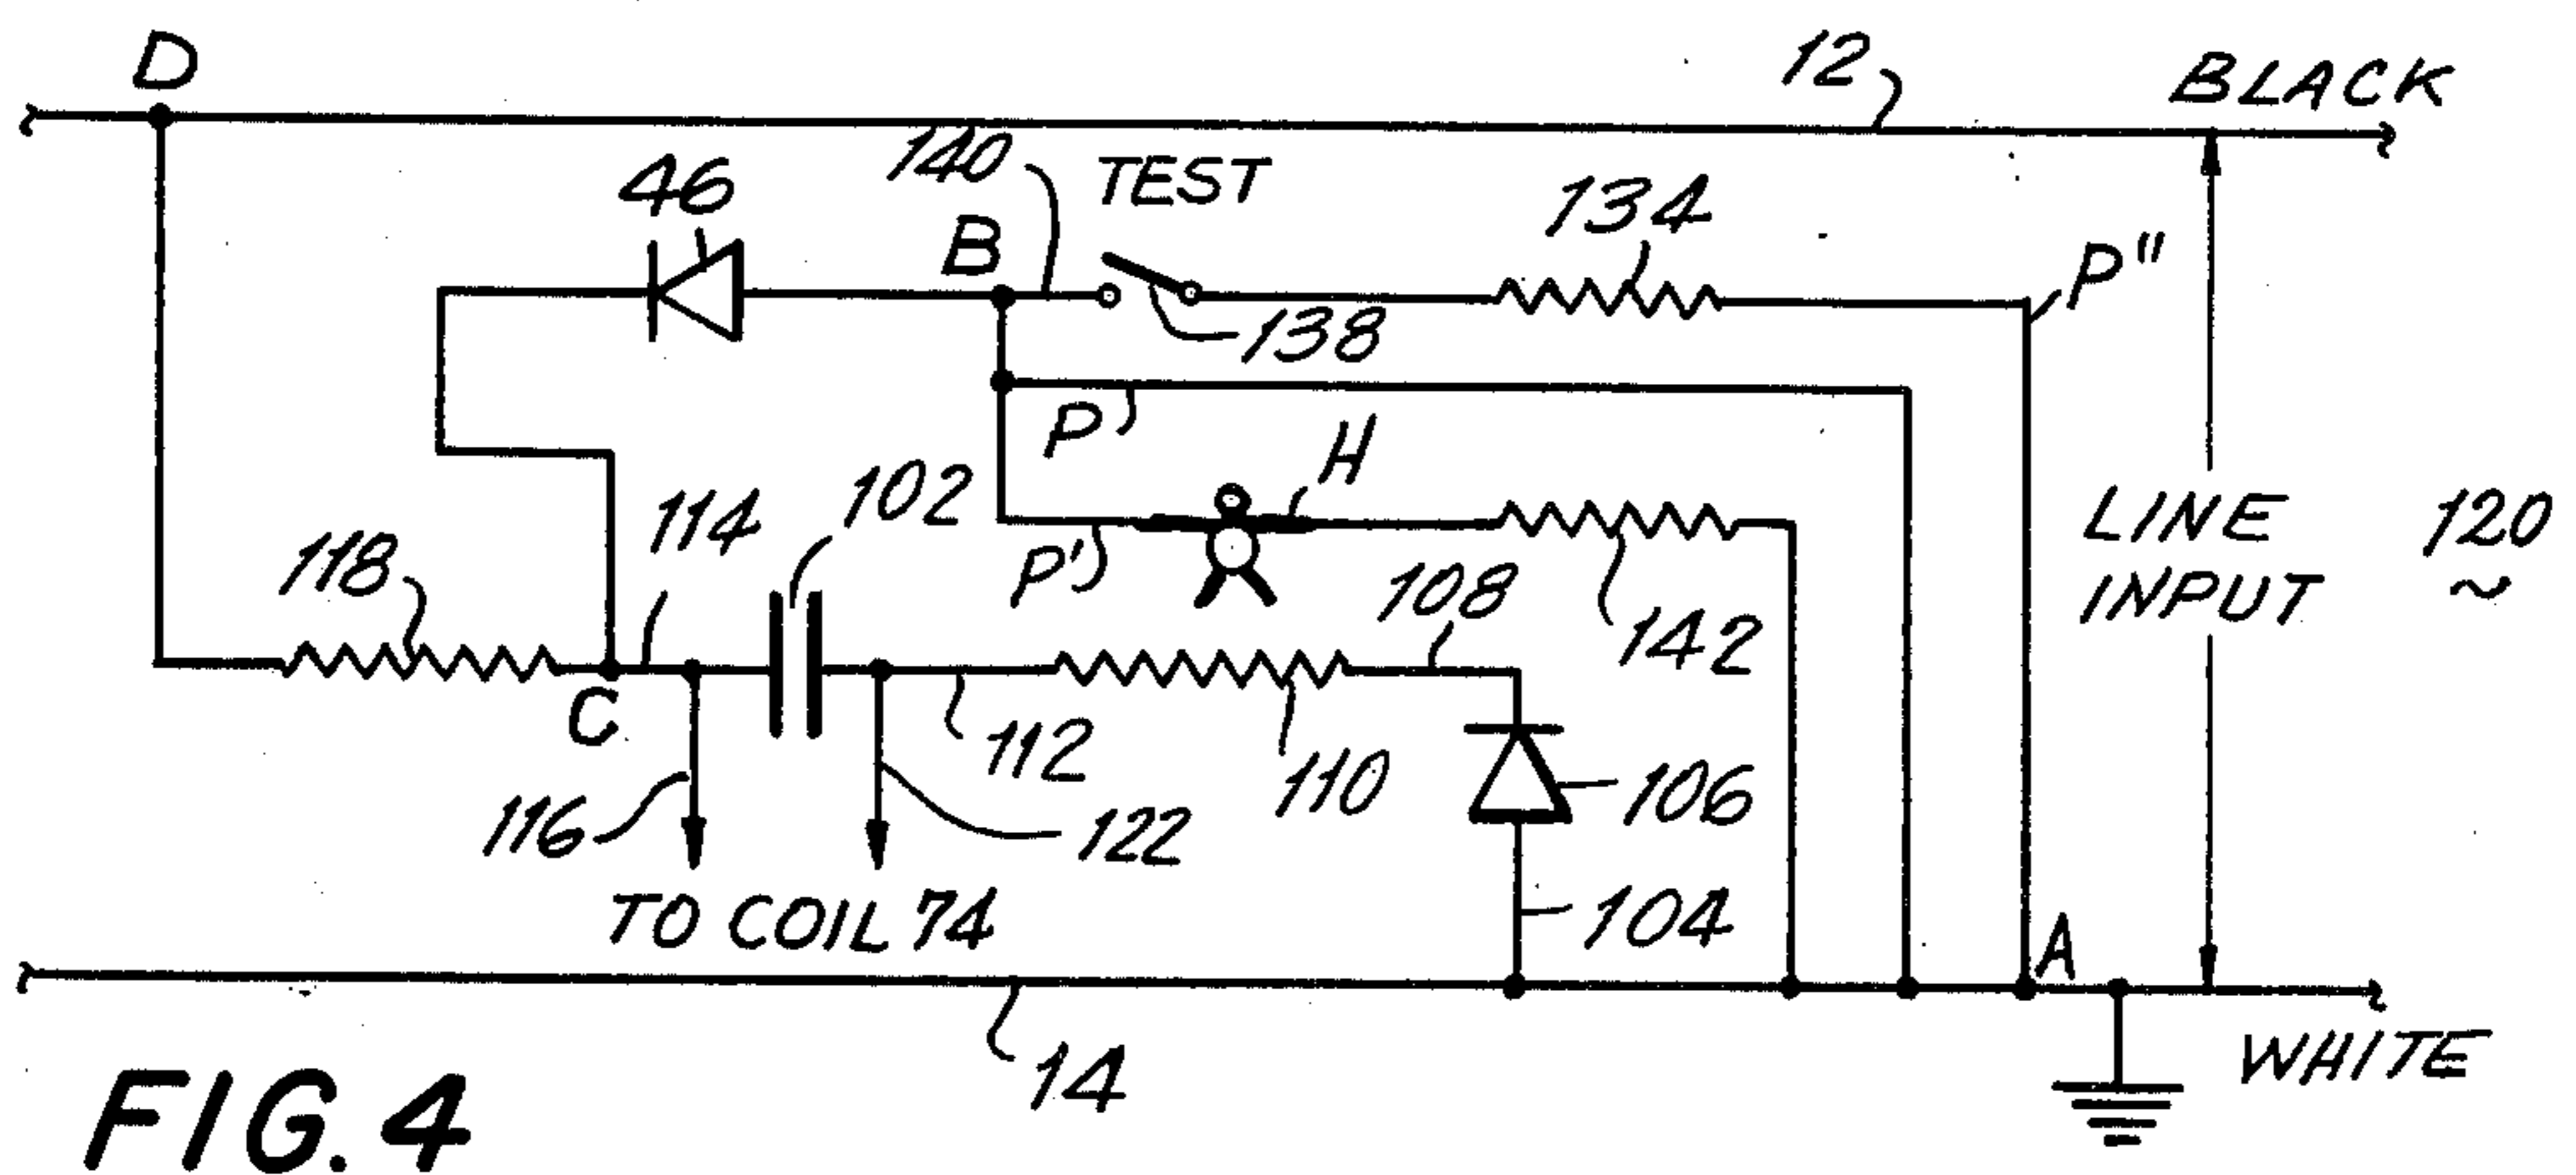 D
12
BLACK
140
TEST
46
B
134
P"
138
P
H
114
102
P'
118
108
LINE
INPUT
120
~
142
C
112
110
106
116
122
104
TO COIL 74
A
14
WHITE
FIG. 4